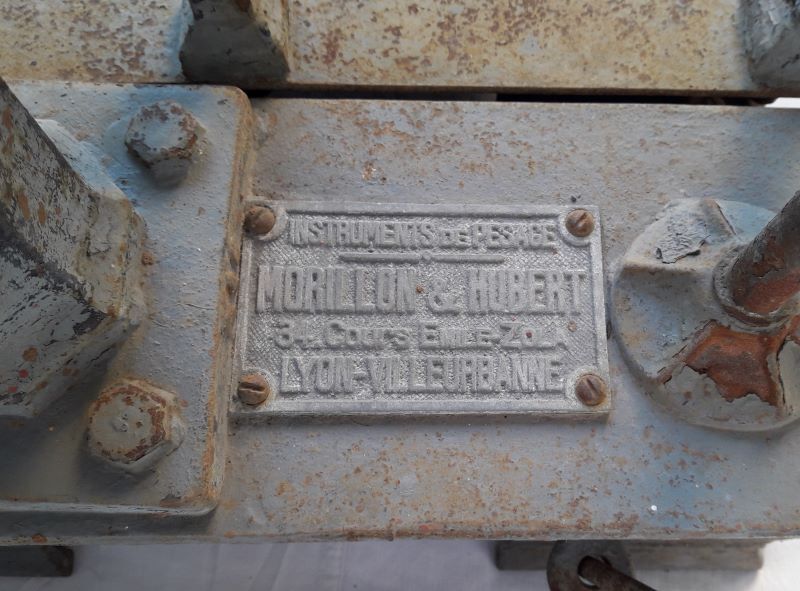 INSTRUMENTS DE PESAGE
MORILLON & HUBERT
34, COURS EMILE-ZOLA
LYON-VILLEURBANNE